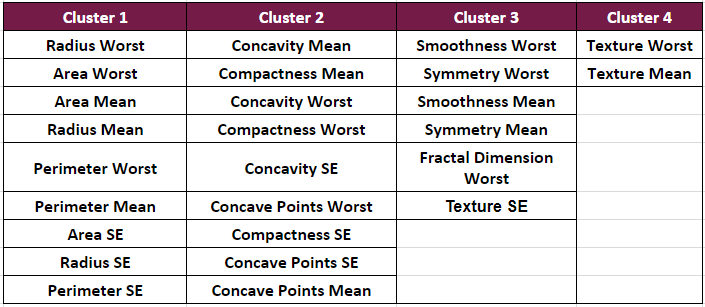 Cluster 1 Cluster 2 Cluster 3 Cluster 4
Radius Worst Concavity Mean Smoothness Worst Texture Worst
Area Worst Compactness Mean Symmetry Worst Texture Mean
Area Mean Concavity Worst Smoothness Mean
Radius Mean Compactness Worst Symmetry Mean
Perimeter Worst Concavity SE Fractal Dimension
Worst
Perimeter Mean Concave Points Worst Texture SE
Area SE Compactness SE
Radius SE Concave Points SE
Perimeter SE Concave Points Mean